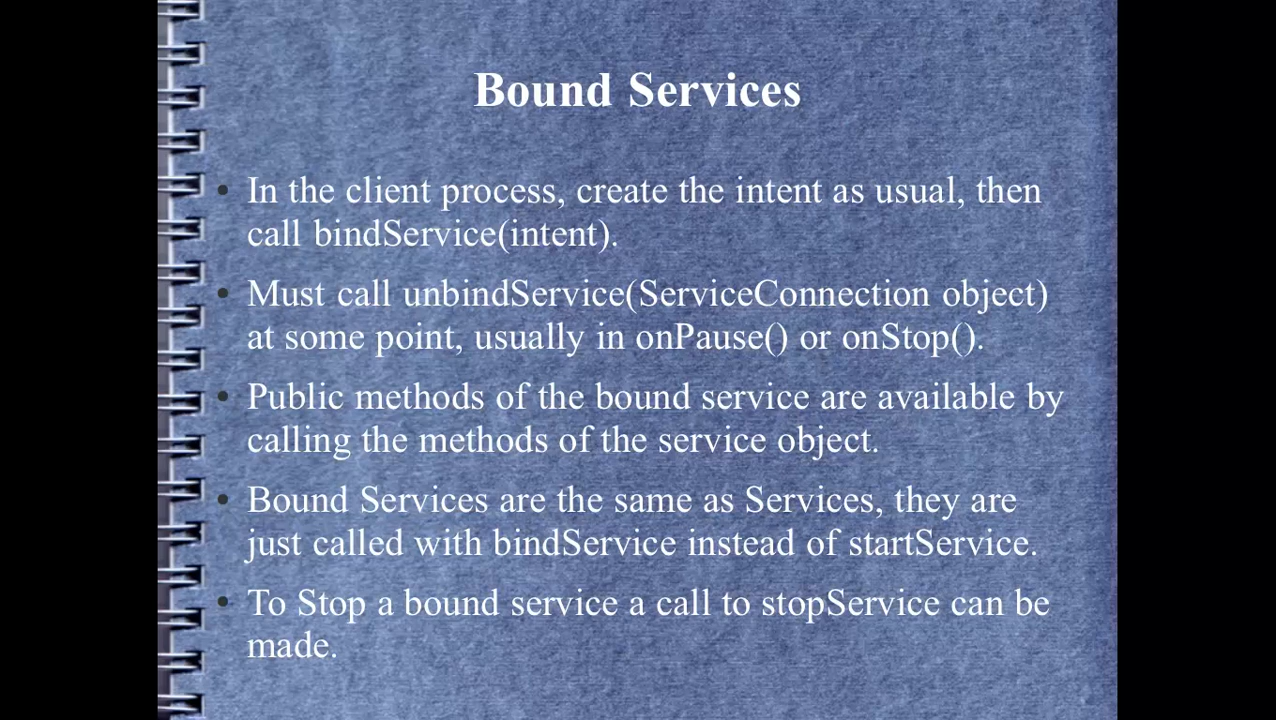 Bound Services
• In the client process, create the intent as usual, then
call bindService(intent).
• Must call unbindService(ServiceConnection object)
at some point, usually in onPause() or onStop().
• Public methods of the bound service are available by
calling the methods of the service object.
• Bound Services are the same as Services, they are
just called with bindService instead of startService.
• To Stop a bound service a call to stopService can be
made.